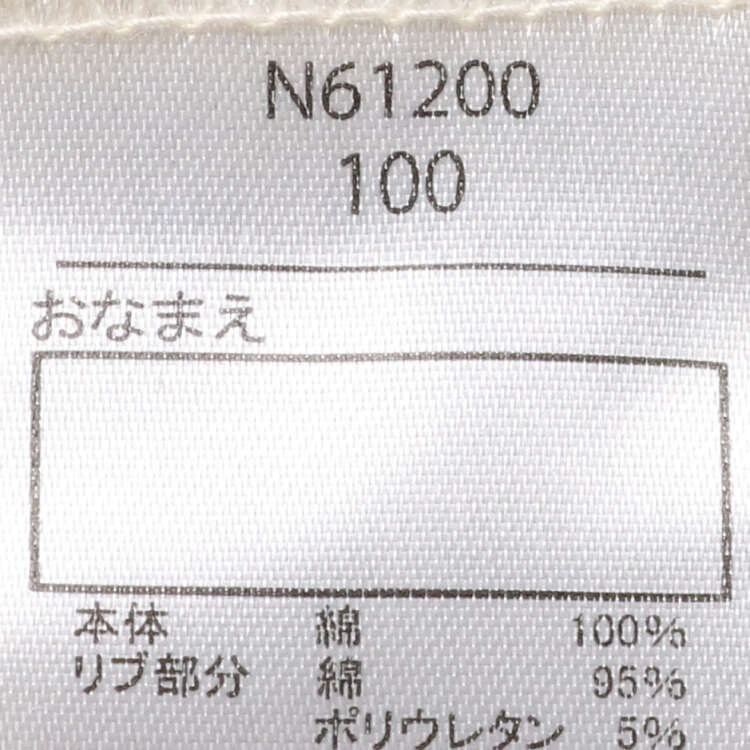 N61200
100
おなまえ
本体 綿 100%
リブ部分 綿 95%
ポリウレタン 5%